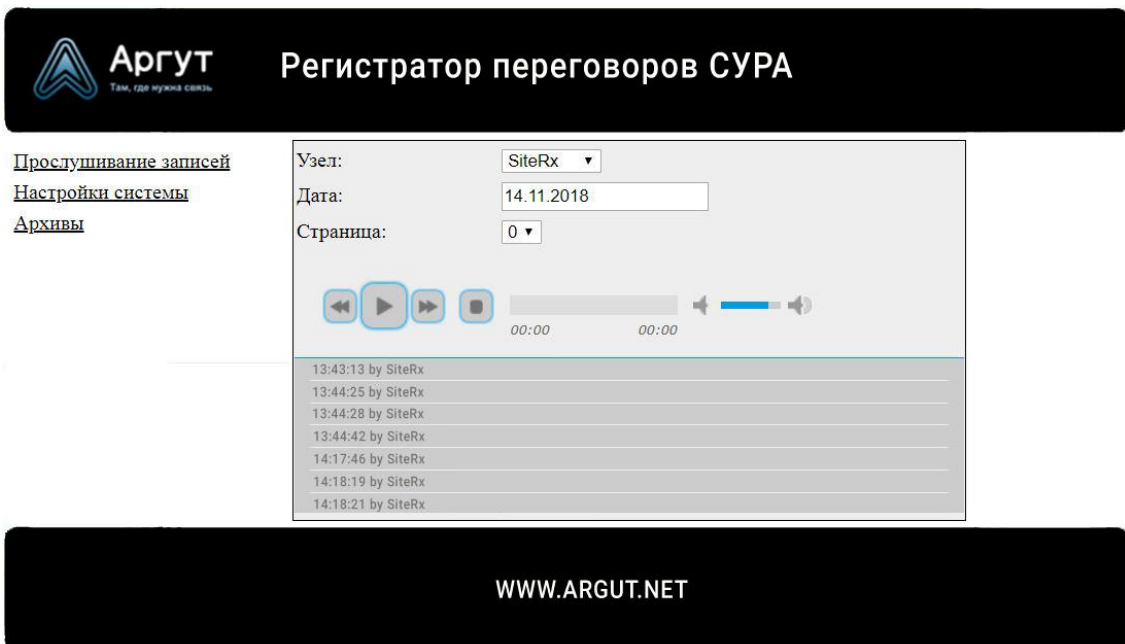 Аргут
Там, где нужна связь
Регистратор переговоров СУРА
Прослушивание записей
Настройки системы
Архивы
Узел: SiteRx
Дата: 14.11.2018
Страница: 0
00:00 00:00
13:43:13 by SiteRx
13:44:25 by SiteRx
13:44:28 by SiteRx
13:44:42 by SiteRx
14:17:46 by SiteRx
14:18:19 by SiteRx
14:18:21 by SiteRx
WWW.ARGUT.NET